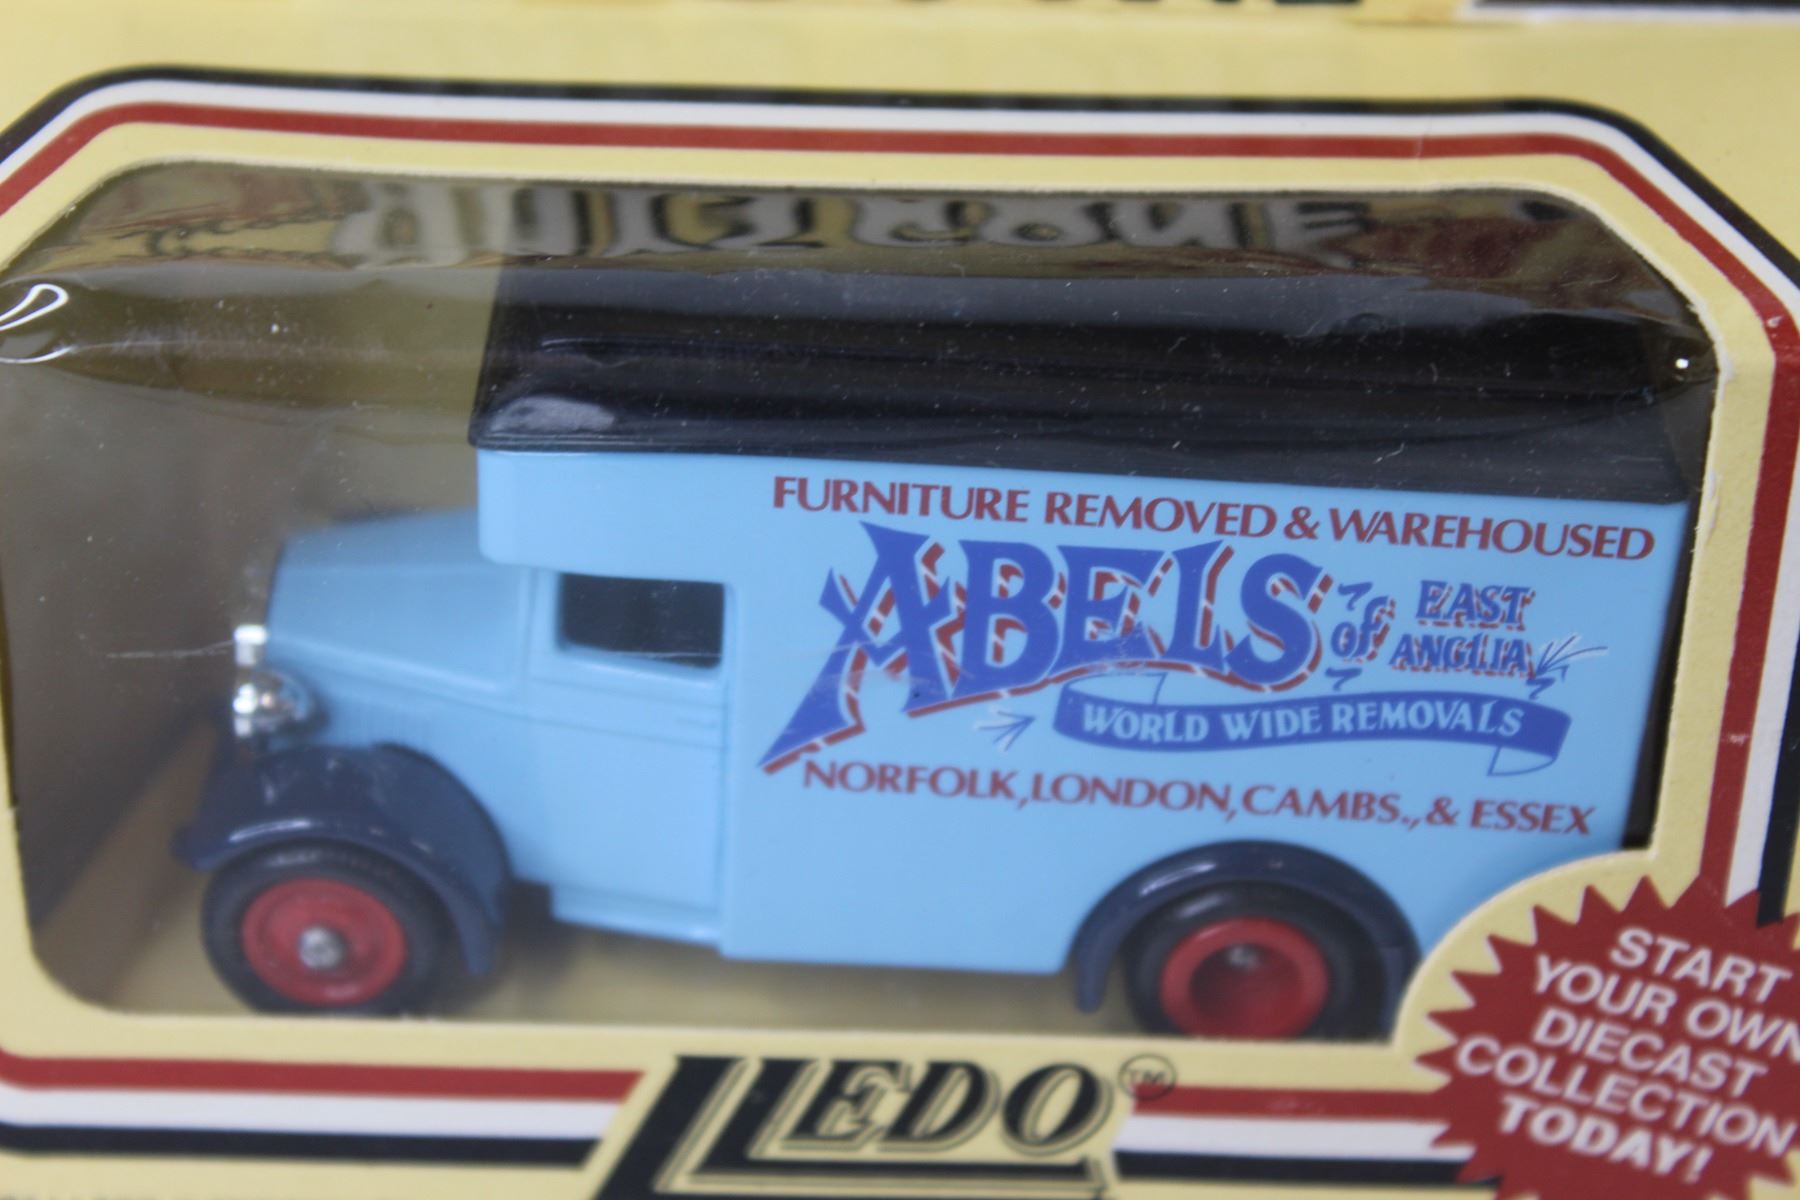 FURNITURE REMOVED & WAREHOUSED
ABELS of EAST ANGLIA
WORLD WIDE REMOVALS
NORFOLK, LONDON, CAMBS., & ESSEX
LLEDO TM
START
YOUR OWN
DIECAST
COLLECTION
TODAY!